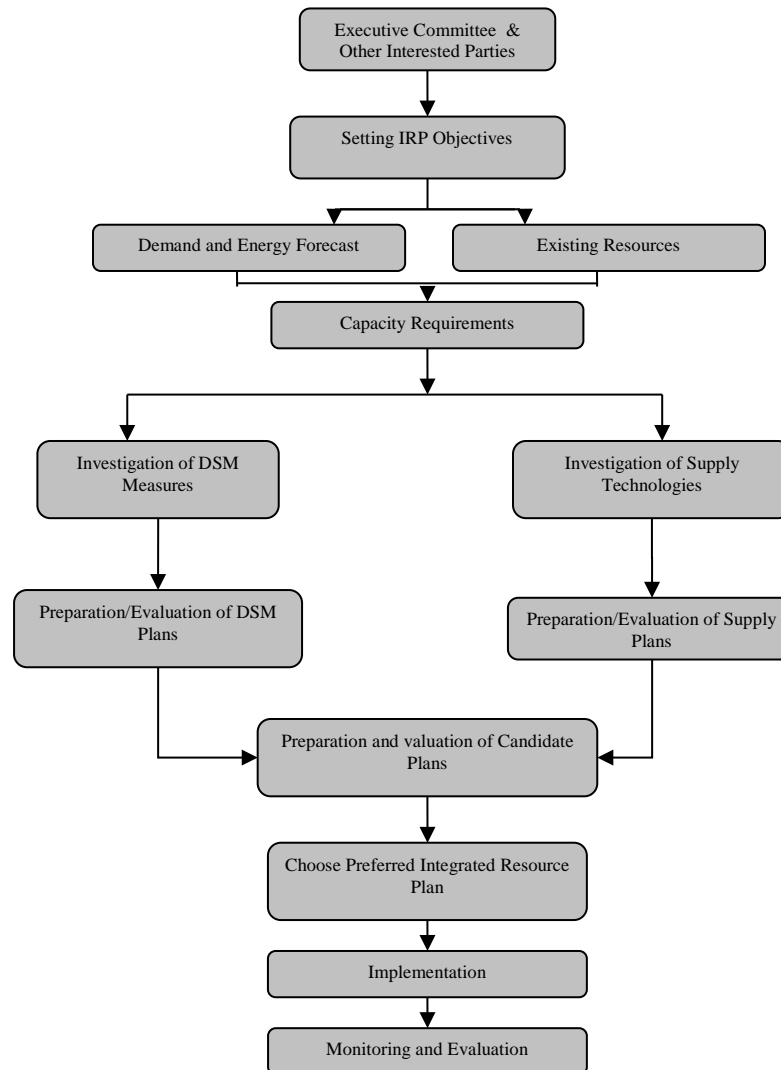 Executive Committee &
Other Interested Parties
Setting IRP Objectives
Demand and Energy Forecast
Existing Resources
Capacity Requirements
Investigation of DSM
Measures
Investigation of Supply
Technologies
Preparation/Evaluation of DSM
Plans
Preparation/Evaluation of Supply
Plans
Preparation and valuation of Candidate
Plans
Choose Preferred Integrated Resource
Plan
Implementation
Monitoring and Evaluation